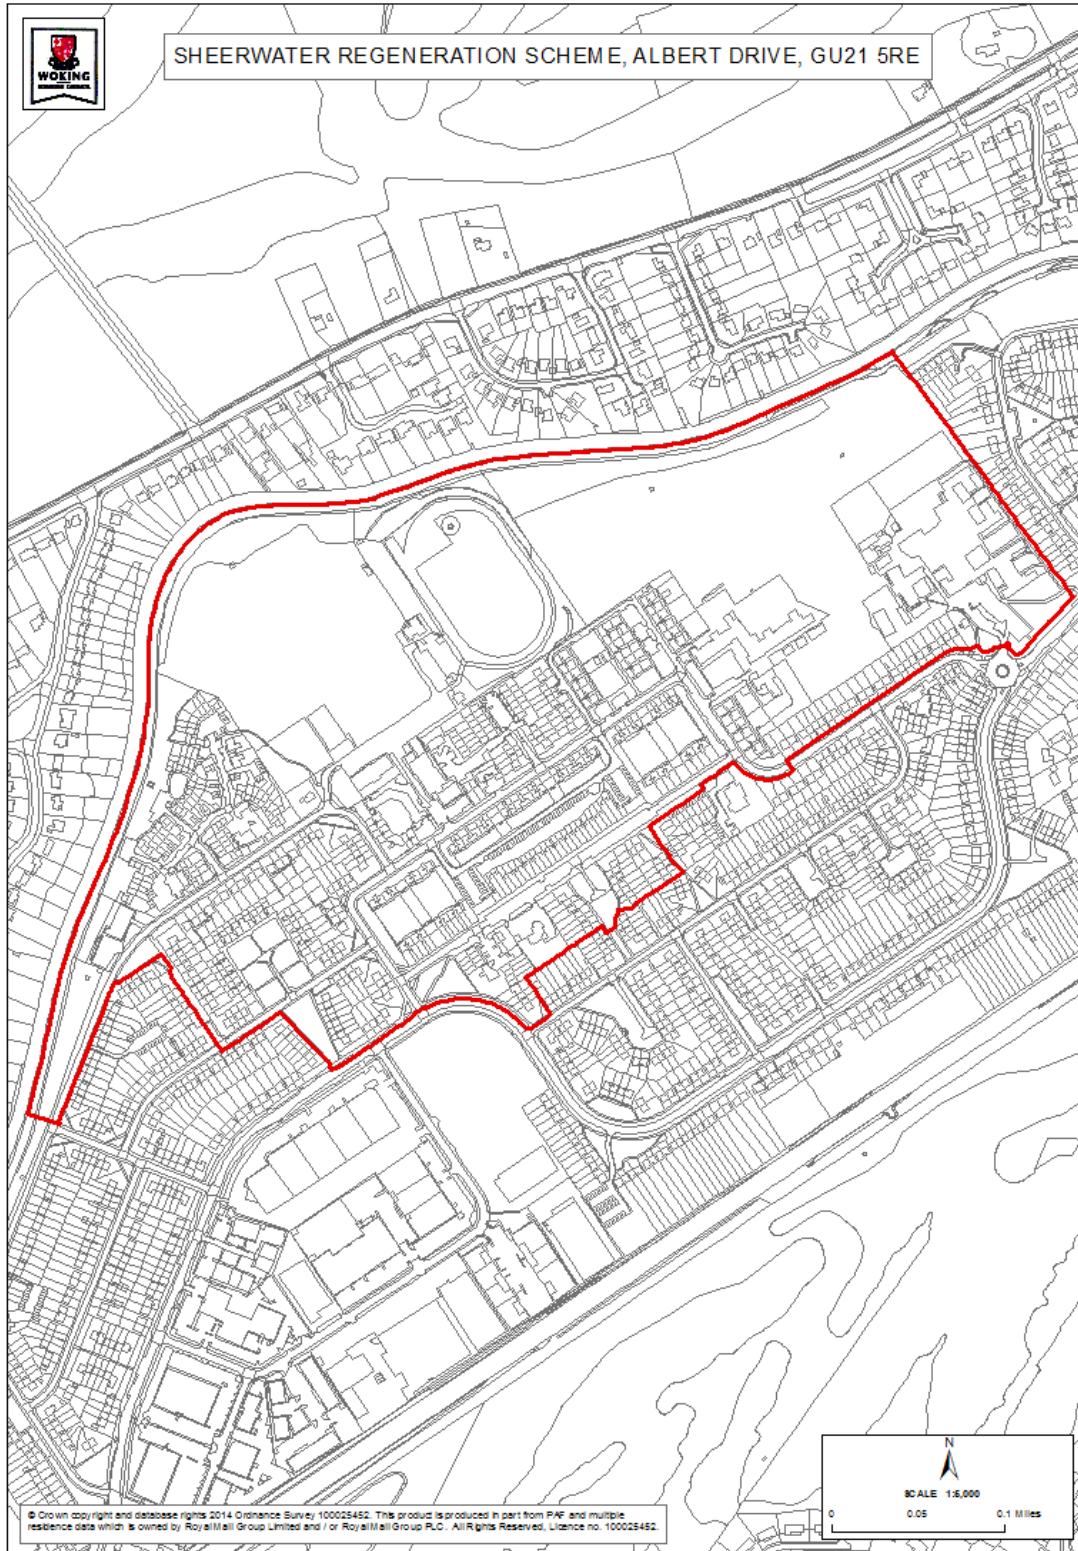 WOKING
BOROUGH COUNCIL
SHEERWATER REGENERATION SCHEME, ALBERT DRIVE, GU21 5RE
N
SCALE 1:5,000
0 0.05 0.1 Miles
© Crown copyright and database rights 2014 Ordnance Survey 100025452. This product is produced in part from PAF and multiple
residence data which is owned by Royal Mail Group Limited and / or Royal Mail Group PLC. All Rights Reserved, Licence no. 100025452.